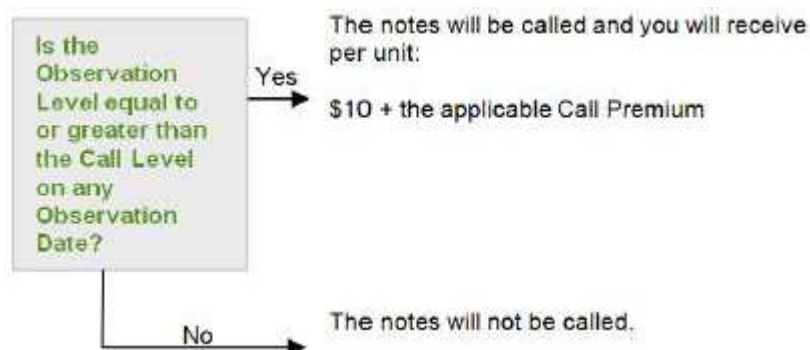 Is the
Observation
Level equal to
or greater than
the Call Level
on any
Observation
Date?
Yes
The notes will be called and you will receive
per unit:
$10 + the applicable Call Premium
No
The notes will not be called.